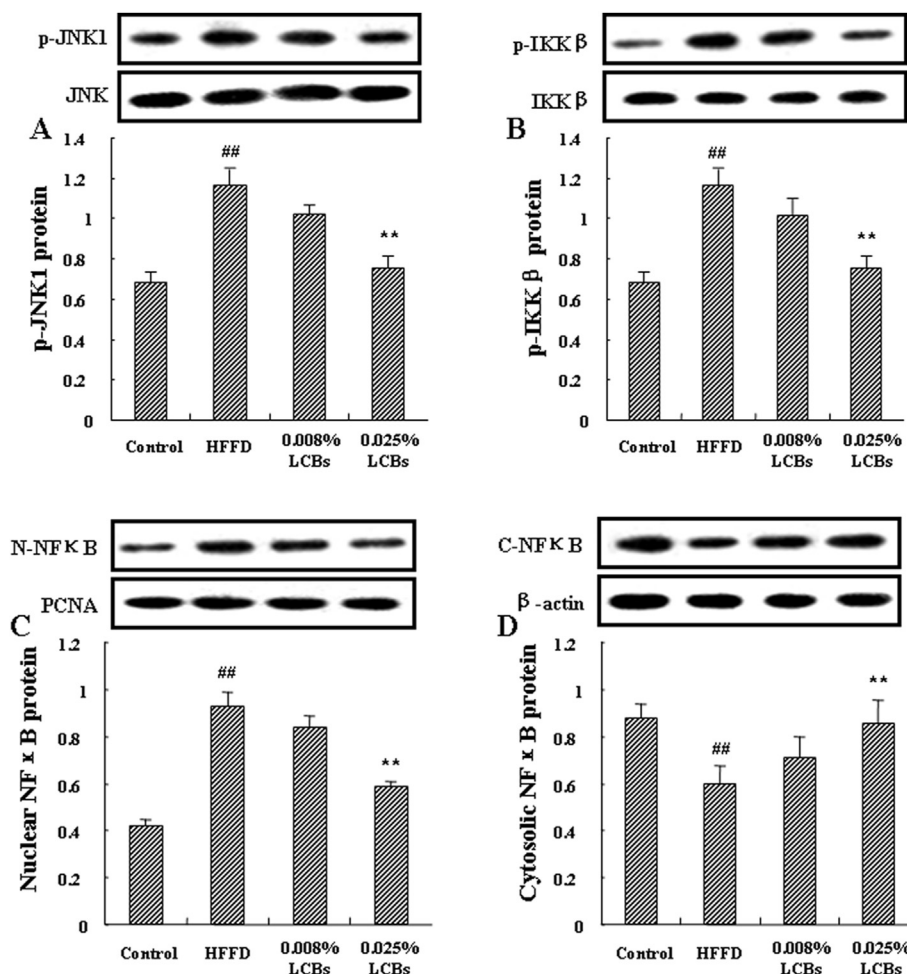 p-JNK1
JNK
A
1.4
1.2
1
0.8
0.6
0.4
0.2
0
p-JNK1 protein
##
**
Control
HFFD
0.008%
LCBs
0.025%
LCBs
p-IKKβ
IKKβ
B
1.4
1.2
1
0.8
0.6
0.4
0.2
0
p-IKKβ protein
##
**
Control
HFFD
0.008%
LCBs
0.025%
LCBs
N-NFκB
PCNA
C
1.2
1
0.8
0.6
0.4
0.2
0
Nuclear NFκB protein
##
**
Control
HFFD
0.008%
LCBs
0.025%
LCBs
C-NFκB
β-actin
D
1.2
1
0.8
0.6
0.4
0.2
0
Cytosolic NFκB protein
##
**
Control
HFFD
0.008%
LCBs
0.025%
LCBs